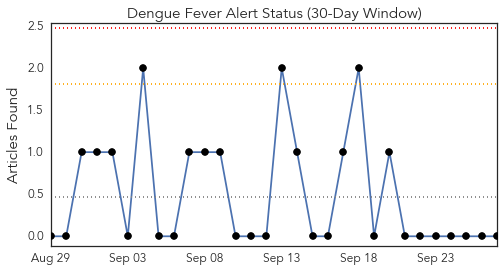 Dengue Fever Alert Status (30-Day Window)
Articles Found
2.5
2.0
1.5
1.0
0.5
0.0
Aug 29 Sep 03 Sep 08 Sep 13 Sep 18 Sep 23